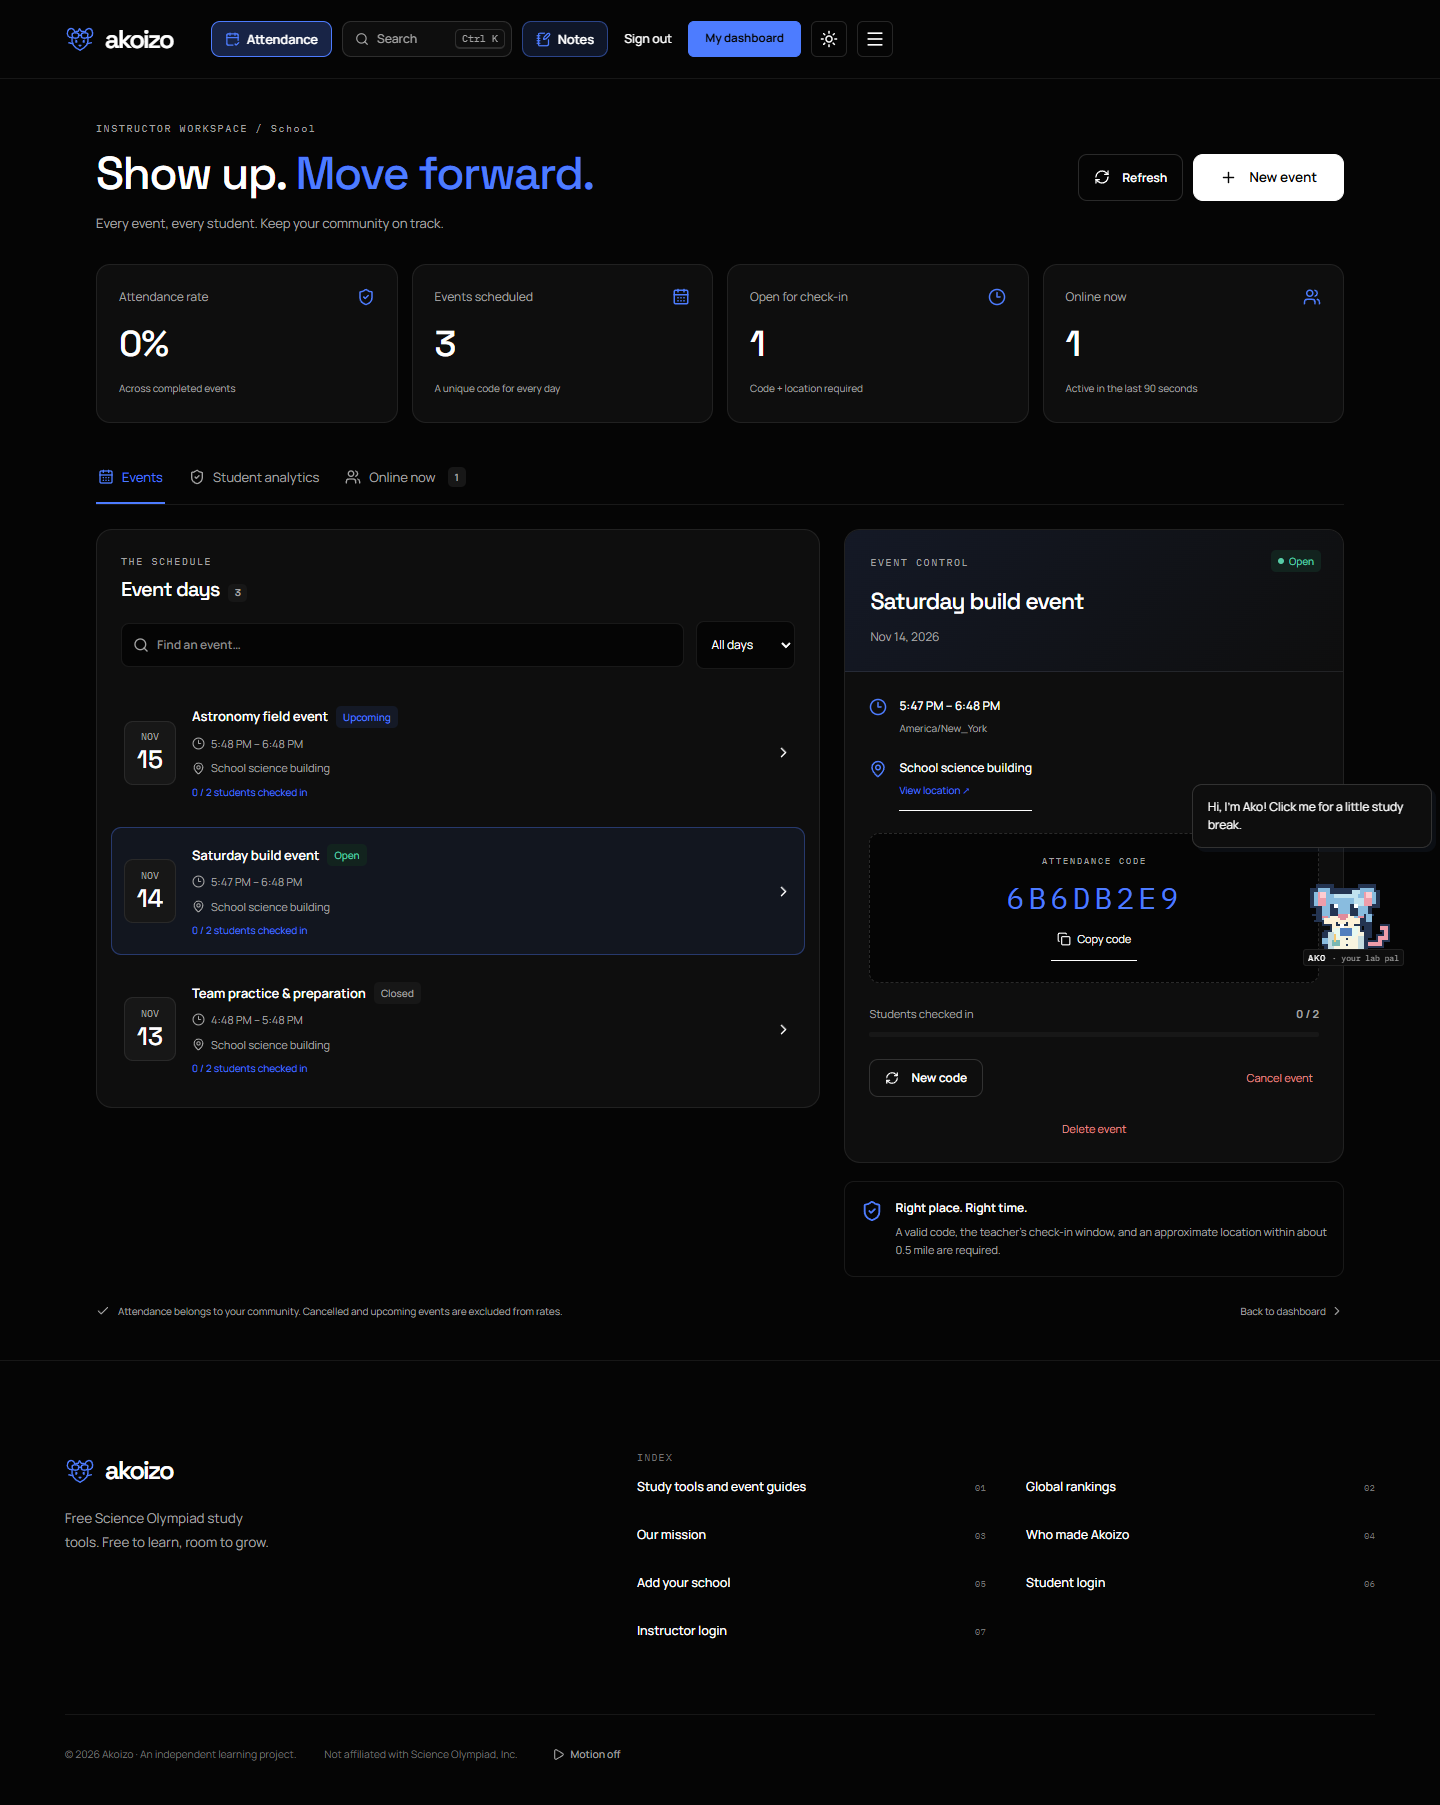 akoizo
Attendance
Search
Ctrl K
Notes
Sign out
My dashboard
INSTRUCTOR WORKSPACE / School
Show up. Move forward.
Every event, every student. Keep your community on track.
Refresh
New event
Attendance rate
0%
Across completed events
Events scheduled
3
A unique code for every day
Open for check-in
1
Code + location required
Online now
1
Active in the last 90 seconds
Events
Student analytics
Online now
1
THE SCHEDULE
Event days 3
Find an event...
All days
NOV
15
Astronomy field event
Upcoming
5:48 PM – 6:48 PM
School science building
0 / 2 students checked in
NOV
14
Saturday build event
Open
5:47 PM – 6:48 PM
School science building
0 / 2 students checked in
NOV
13
Team practice & preparation
Closed
4:48 PM – 5:48 PM
School science building
0 / 2 students checked in
EVENT CONTROL
Open
Saturday build event
Nov 14, 2026
5:47 PM – 6:48 PM
America/New_York
School science building
View location ↗
Hi, I'm Ako! Click me for a little study
break.
ATTENDANCE CODE
6B6DB2E9
Copy code
AKO · your lab pal
Students checked in
0 / 2
New code
Cancel event
Delete event
Right place. Right time.
A valid code, the teacher's check-in window, and an approximate location within about
0.5 mile are required.
Attendance belongs to your community. Cancelled and upcoming events are excluded from rates.
Back to dashboard
akoizo
Free Science Olympiad study
tools. Free to learn, room to grow.
INDEX
Study tools and event guides 01
Global rankings 02
Our mission 03
Who made Akoizo 04
Add your school 05
Student login 06
Instructor login 07
© 2026 Akoizo · An independent learning project.
Not affiliated with Science Olympiad, Inc.
Motion off